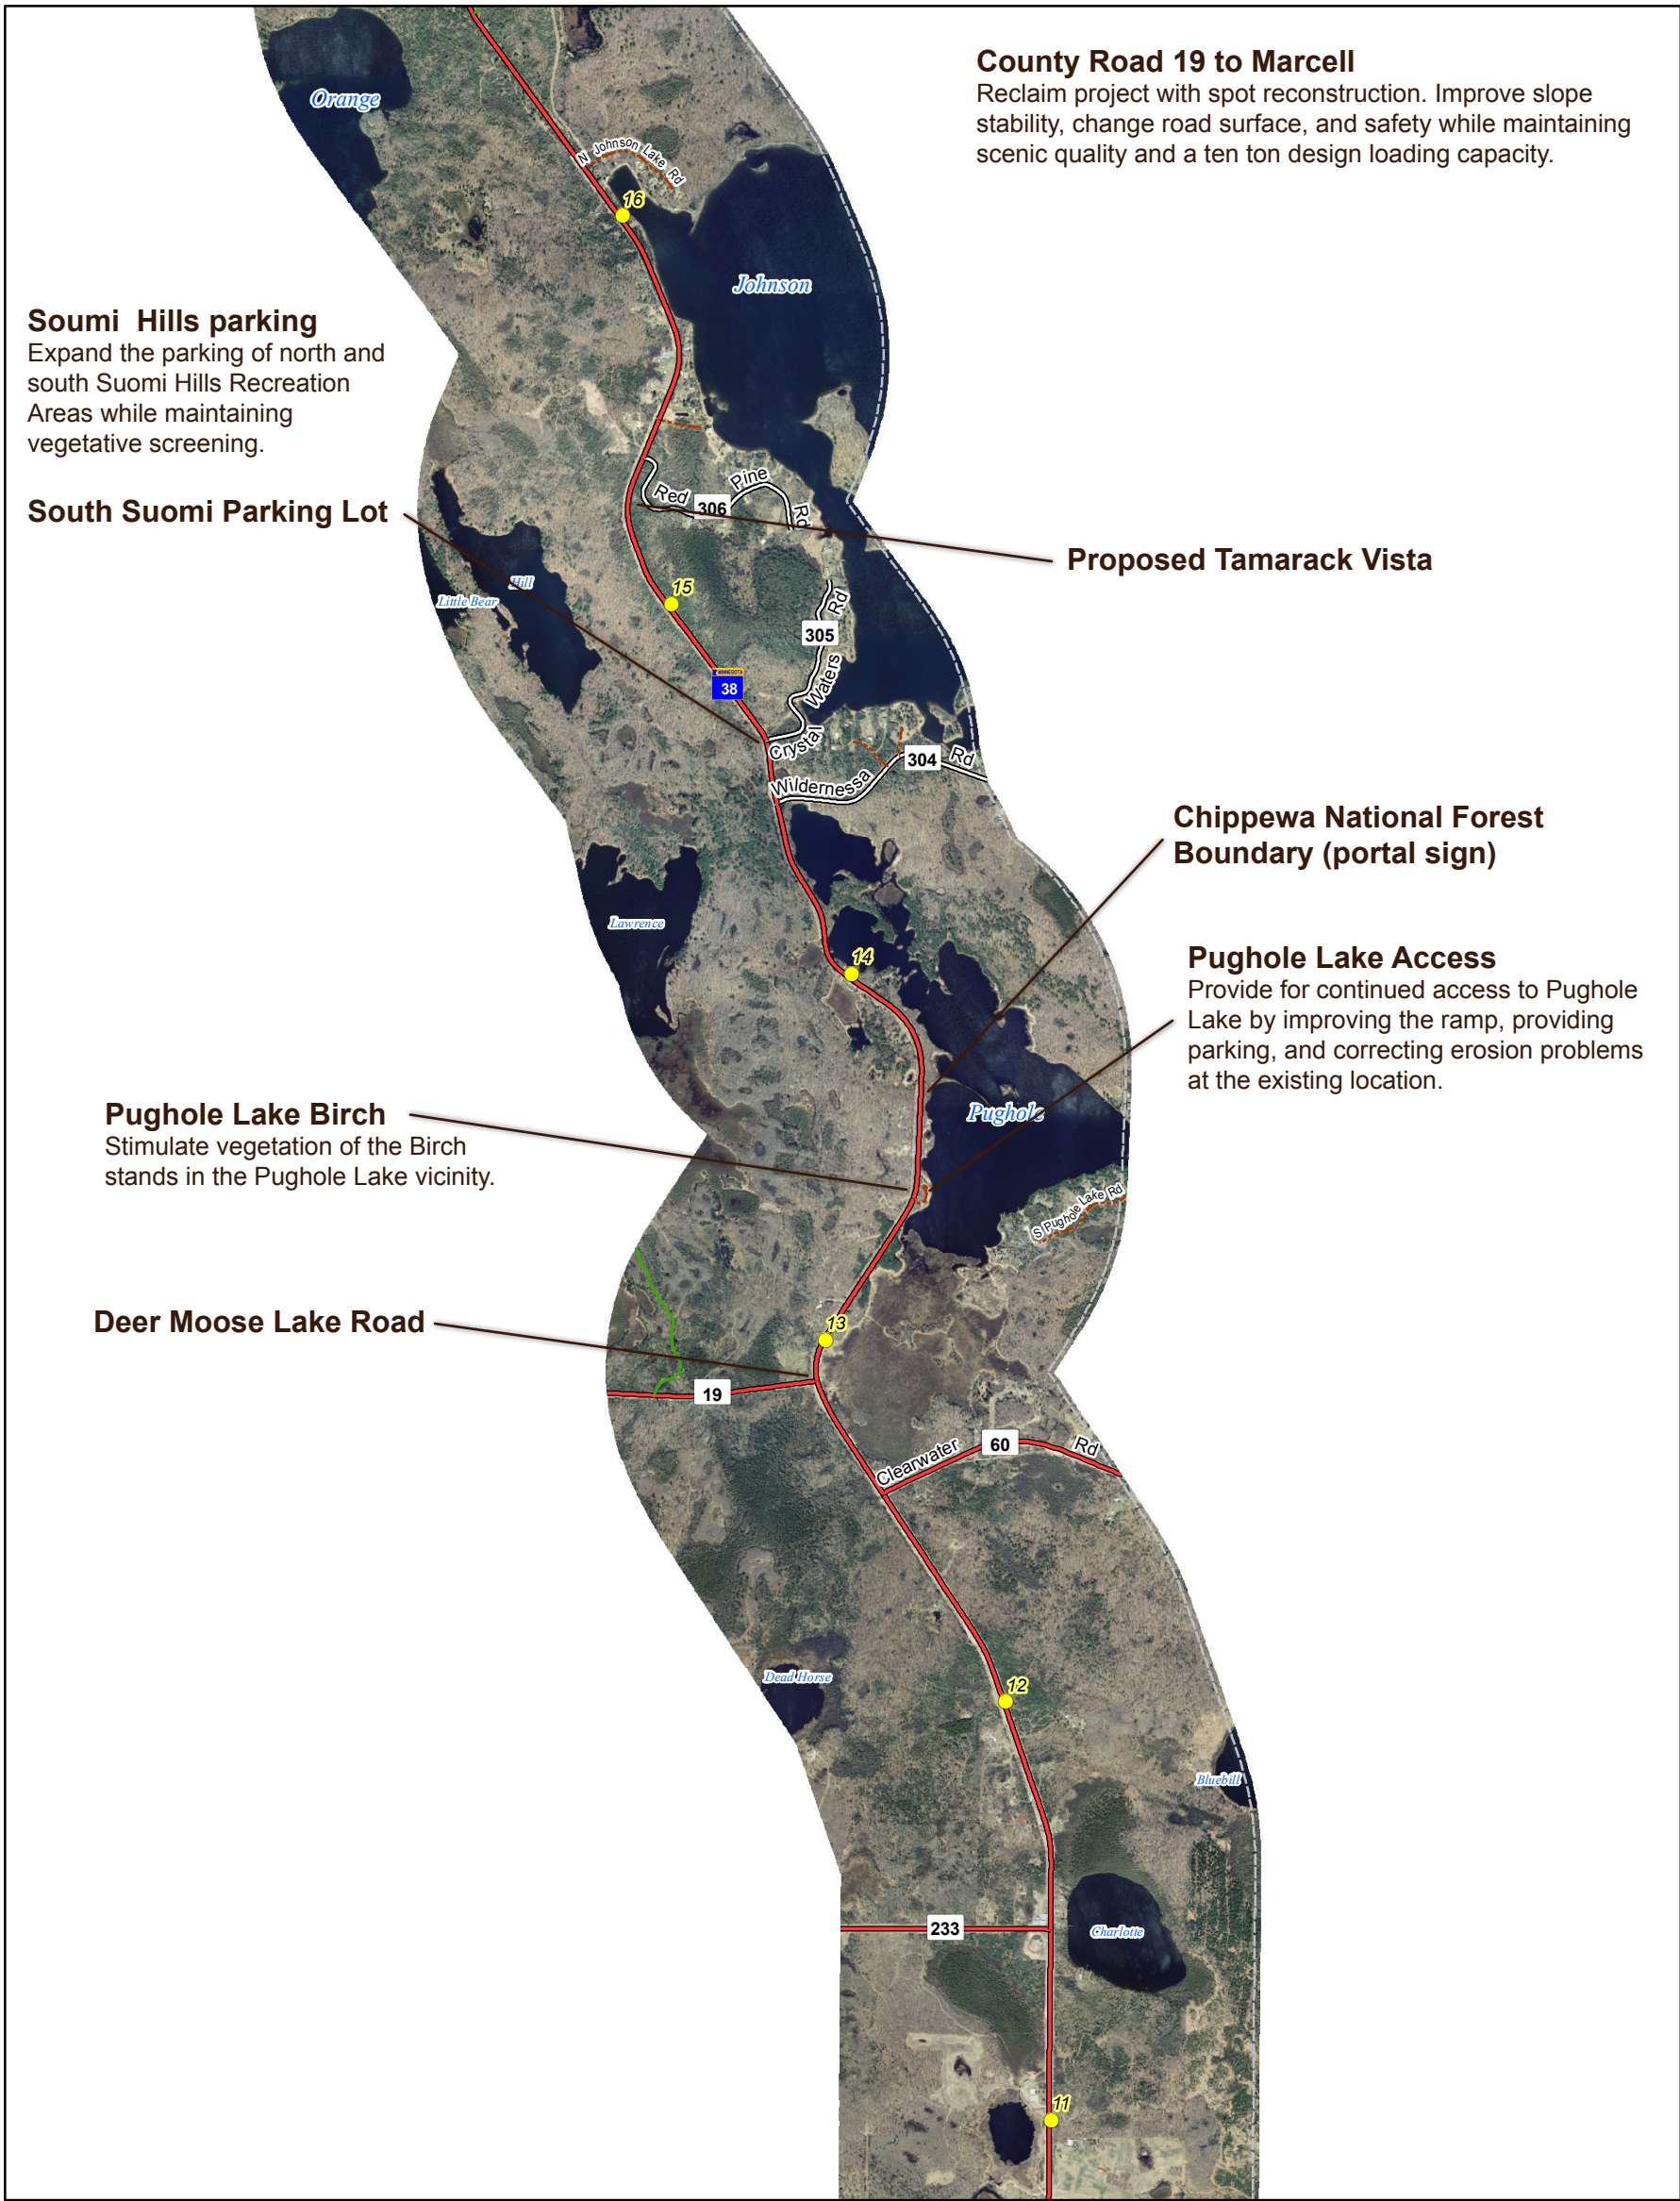 County Road 19 to Marcell
Reclaim project with spot reconstruction. Improve slope
stability, change road surface, and safety while maintaining
scenic quality and a ten ton design loading capacity.
Orange
N Johnson Lake Rd
16
Johnson
Soumi Hills parking
Expand the parking of north and
south Suomi Hills Recreation
Areas while maintaining
vegetative screening.
South Suomi Parking Lot
Red Pine Rd
306
Proposed Tamarack Vista
Hill
Little Bear
15
305
MINNESOTA
38
Crystal Waters Rd
Wildernessa Rd
304
Chippewa National Forest
Boundary (portal sign)
Lawrence
14
Pughole Lake Access
Provide for continued access to Pughole
Lake by improving the ramp, providing
parking, and correcting erosion problems
at the existing location.
Pughole
Pughole Lake Birch
Stimulate vegetation of the Birch
stands in the Pughole Lake vicinity.
S Pughole Lake Rd
Deer Moose Lake Road
13
19
Clearwater Rd
60
Dead Horse
12
Bluebill
233
Charlotte
11